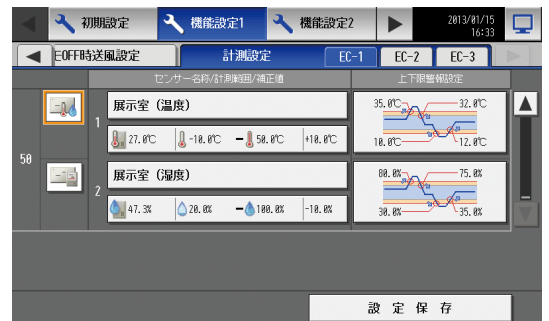 初期設定
機能設定1
機能設定2
2013/01/15
16:33
EOFF時送風設定
計測設定
EC-1
EC-2
EC-3
センサー名称/計測範囲/補正値
上下限警報設定
50
1
展示室（温度）
27.0℃
-10.0℃
50.0℃
+10.0℃
35.0℃
32.0℃
10.0℃
12.0℃
2
展示室（湿度）
47.3%
20.0%
100.0%
-10.0%
80.0%
75.0%
30.0%
35.0%
設定保存